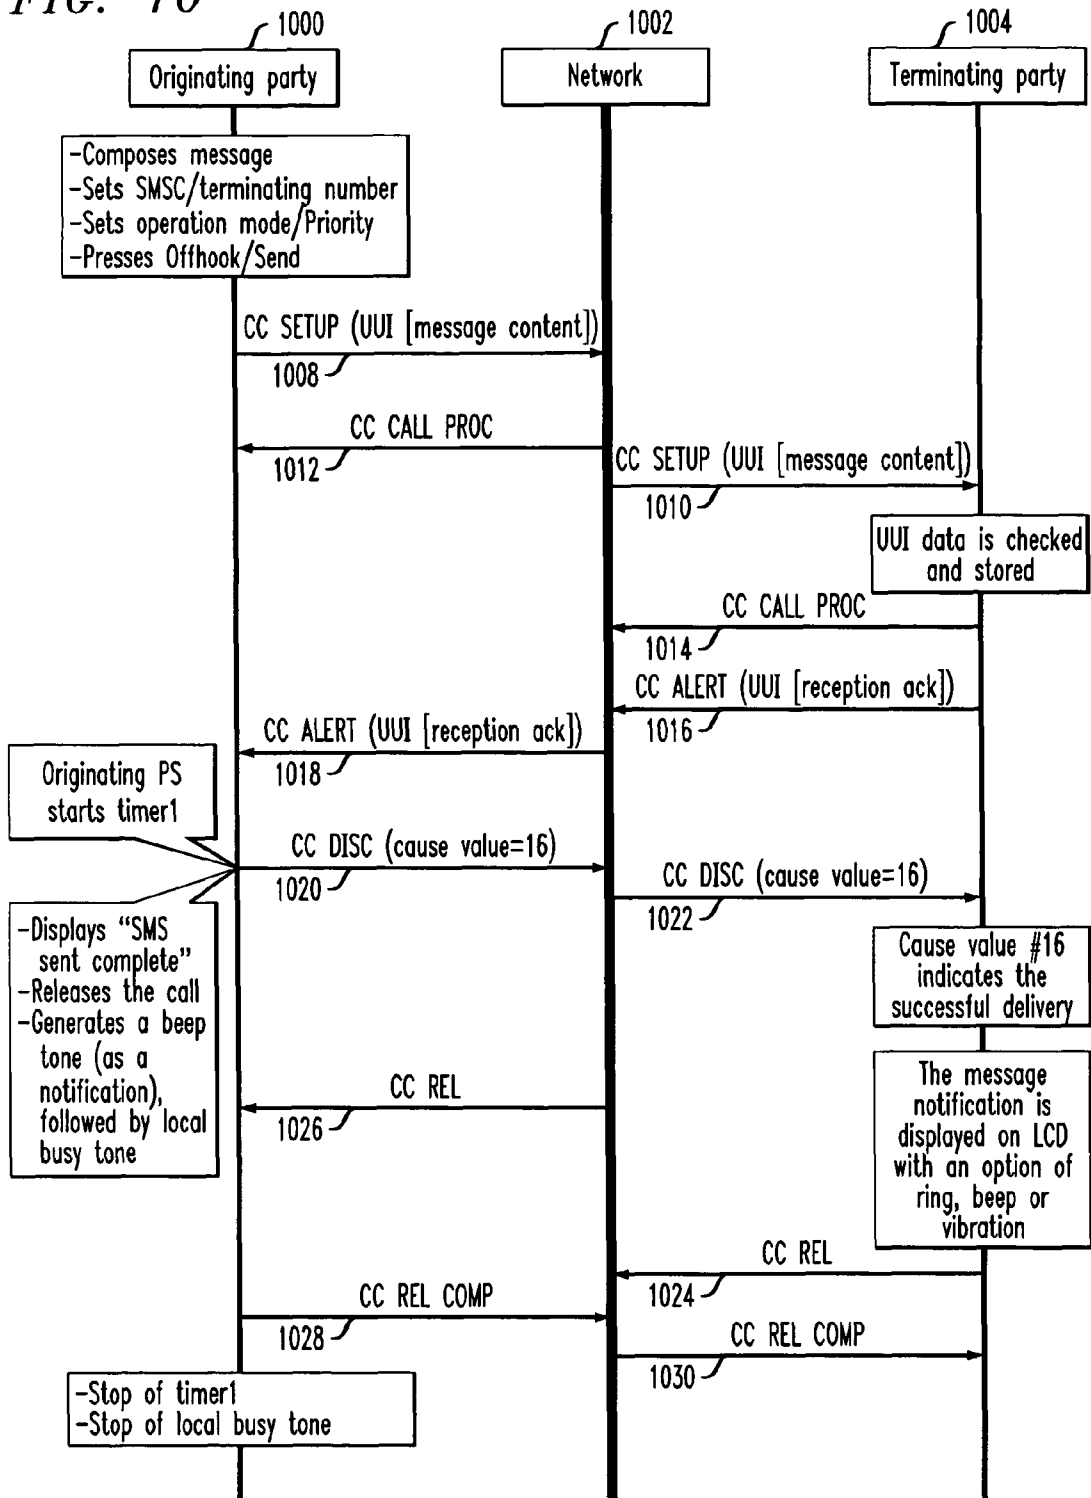 FIG. 10
1000
1002
1004
Originating party
Network
Terminating party
-Composes message
-Sets SMSC/terminating number
-Sets operation mode/Priority
-Presses Offhook/Send
CC SETUP (UUI [message content])
1008
CC CALL PROC
1012
CC SETUP (UUI [message content])
1010
UUI data is checked
and stored
CC CALL PROC
1014
CC ALERT (UUI [reception ack])
1016
CC ALERT (UUI [reception ack])
1018
Originating PS
starts timer1
CC DISC (cause value=16)
1020
CC DISC (cause value=16)
1022
-Displays “SMS
sent complete”
-Releases the call
-Generates a beep
tone (as a
notification),
followed by local
busy tone
Cause value #16
indicates the
successful delivery
The message
notification is
displayed on LCD
with an option of
ring, beep or
vibration
CC REL
1026
CC REL
1024
CC REL COMP
1028
CC REL COMP
1030
-Stop of timer1
-Stop of local busy tone